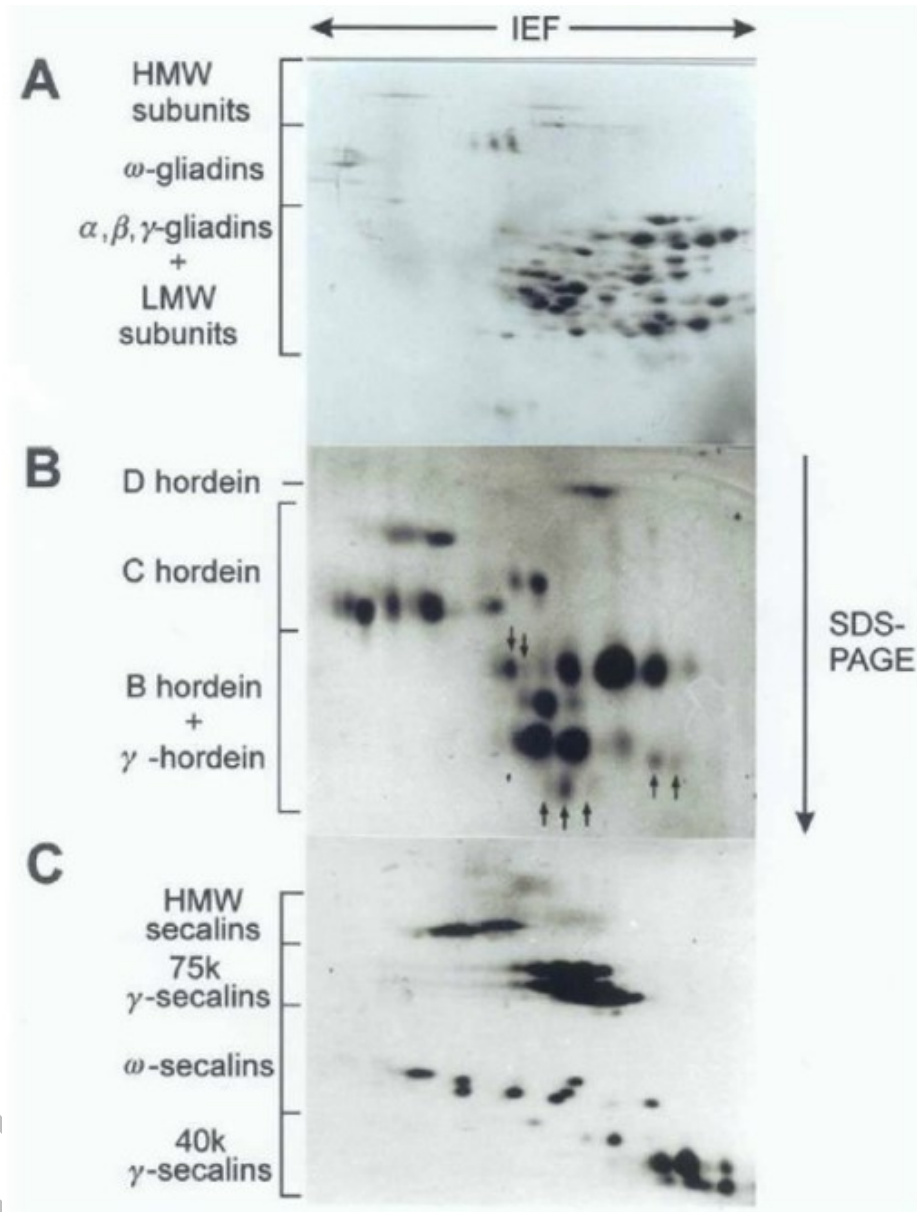 IEF
A
HMW
subunits
ω-gliadins
α,β,γ-gliadins
+
LMW
subunits
B
D hordein
C hordein
B hordein
+
γ -hordein
SDS-
PAGE
C
HMW
secalins
75k
γ-secalins
ω-secalins
40k
γ-secalins